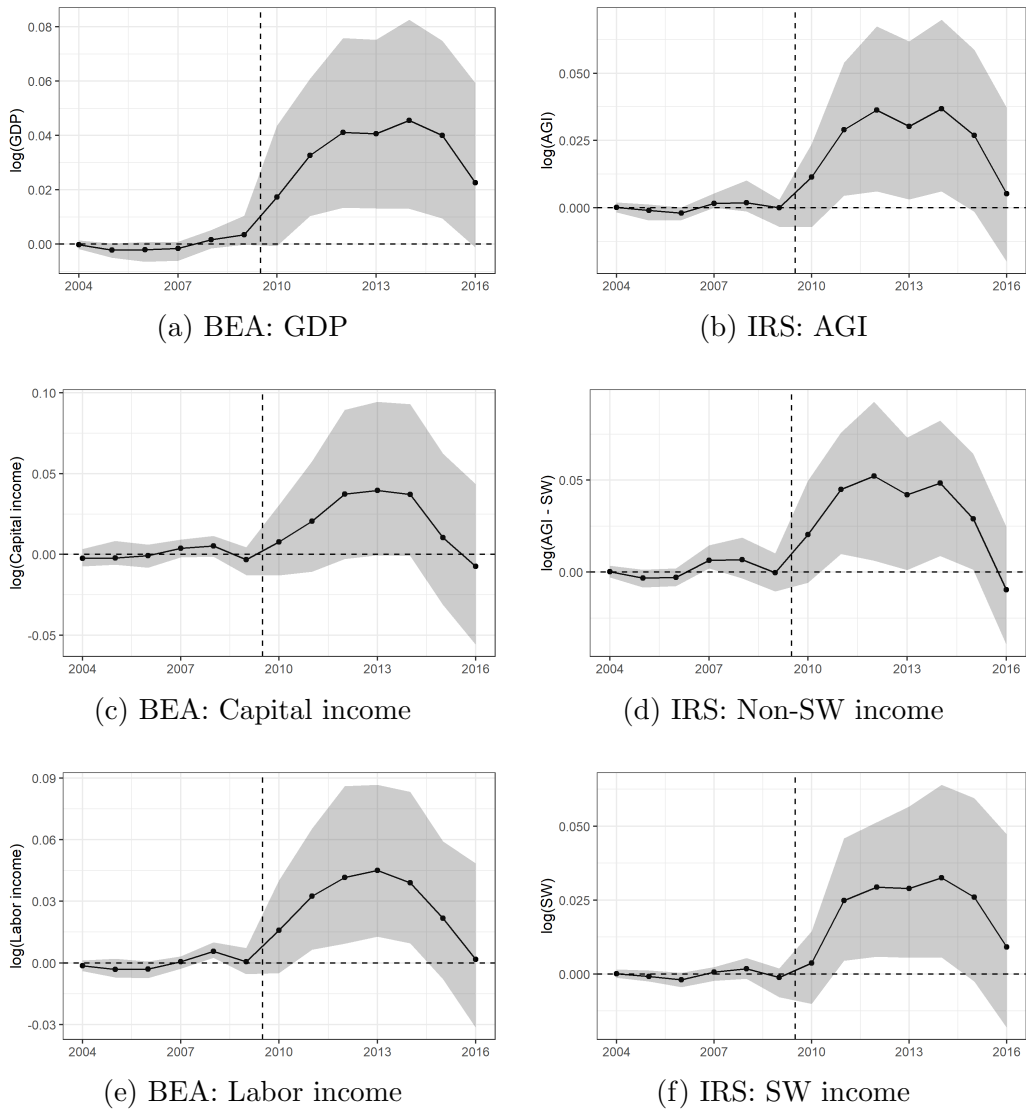 0.08
0.06
0.04
0.02
0.00
log(GDP)
2004 2007 2010 2013 2016
(a) BEA: GDP
0.050
0.025
0.000
log(AGI)
2004 2007 2010 2013 2016
(b) IRS: AGI
0.10
0.05
0.00
-0.05
log(Capital income)
2004 2007 2010 2013 2016
(c) BEA: Capital income
0.05
0.00
log(AGI - SW)
2004 2007 2010 2013 2016
(d) IRS: Non-SW income
0.09
0.06
0.03
0.00
-0.03
log(Labor income)
2004 2007 2010 2013 2016
(e) BEA: Labor income
0.050
0.025
0.000
log(SW)
2004 2007 2010 2013 2016
(f) IRS: SW income